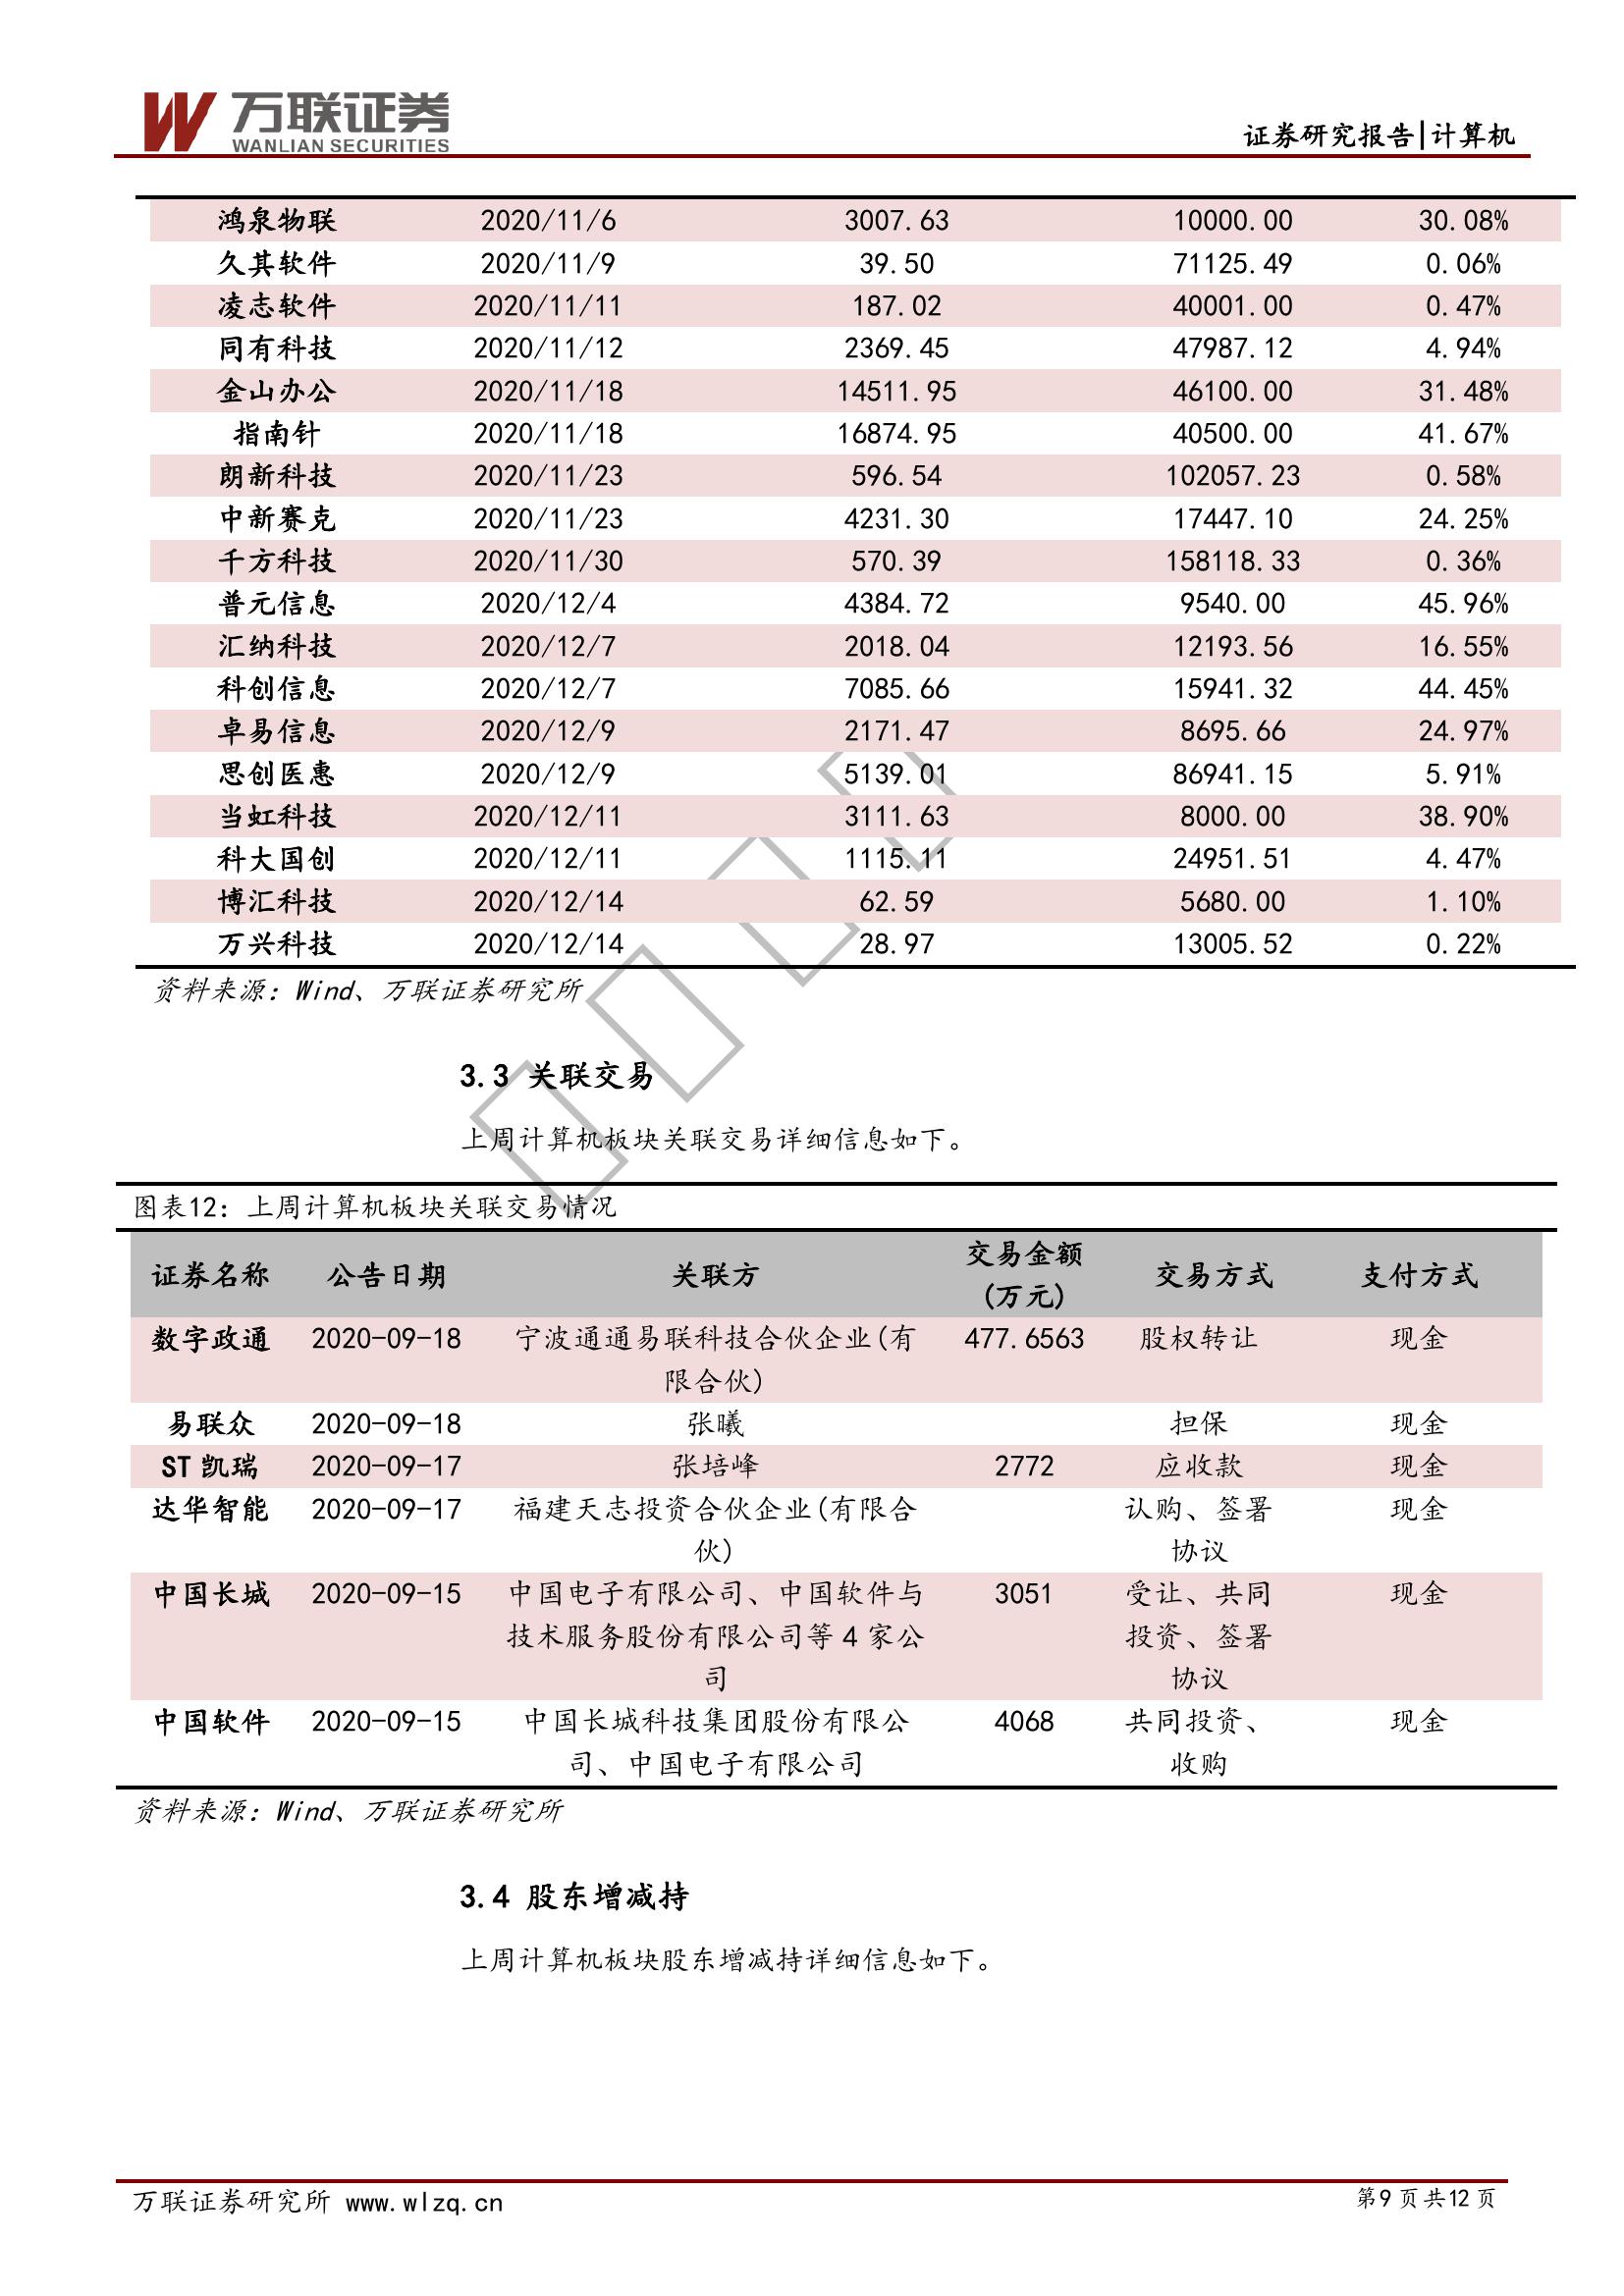 万联证券
WANLIAN SECURITIES
证券研究报告|计算机
鸿泉物联 2020/11/6 3007.63 10000.00 30.08%
久其软件 2020/11/9 39.50 71125.49 0.06%
凌志软件 2020/11/11 187.02 40001.00 0.47%
同有科技 2020/11/12 2369.45 47987.12 4.94%
金山办公 2020/11/18 14511.95 46100.00 31.48%
指南针 2020/11/18 16874.95 40500.00 41.67%
朗新科技 2020/11/23 596.54 102057.23 0.58%
中新赛克 2020/11/23 4231.30 17447.10 24.25%
千方科技 2020/11/30 570.39 158118.33 0.36%
普元信息 2020/12/4 4384.72 9540.00 45.96%
汇纳科技 2020/12/7 2018.04 12193.56 16.55%
科创信息 2020/12/7 7085.66 15941.32 44.45%
卓易信息 2020/12/9 2171.47 8695.66 24.97%
思创医惠 2020/12/9 5139.01 86941.15 5.91%
当虹科技 2020/12/11 3111.63 8000.00 38.90%
科大国创 2020/12/11 1115.11 24951.51 4.47%
博汇科技 2020/12/14 62.59 5680.00 1.10%
万兴科技 2020/12/14 28.97 13005.52 0.22%
资料来源：Wind、万联证券研究所
3.3 关联交易
上周计算机板块关联交易详细信息如下。
图表12：上周计算机板块关联交易情况
证券名称 公告日期 关联方 交易金额 交易方式 支付方式
(万元)
数字政通 2020-09-18 宁波通通易联科技合伙企业(有 477.6563 股权转让 现金
限合伙)
易联众 2020-09-18 张曦 担保 现金
ST 凯瑞 2020-09-17 张培峰 2772 应收款 现金
达华智能 2020-09-17 福建天志投资合伙企业(有限合 认购、签署 现金
伙) 协议
中国长城 2020-09-15 中国电子有限公司、中国软件与 3051 受让、共同 现金
技术服务股份有限公司等 4 家公 投资、签署
司 协议
中国软件 2020-09-15 中国长城科技集团股份有限公 4068 共同投资、 现金
司、中国电子有限公司 收购
资料来源：Wind、万联证券研究所
3.4 股东增减持
上周计算机板块股东增减持详细信息如下。
万联证券研究所 www.wlzq.cn 第9页共12页